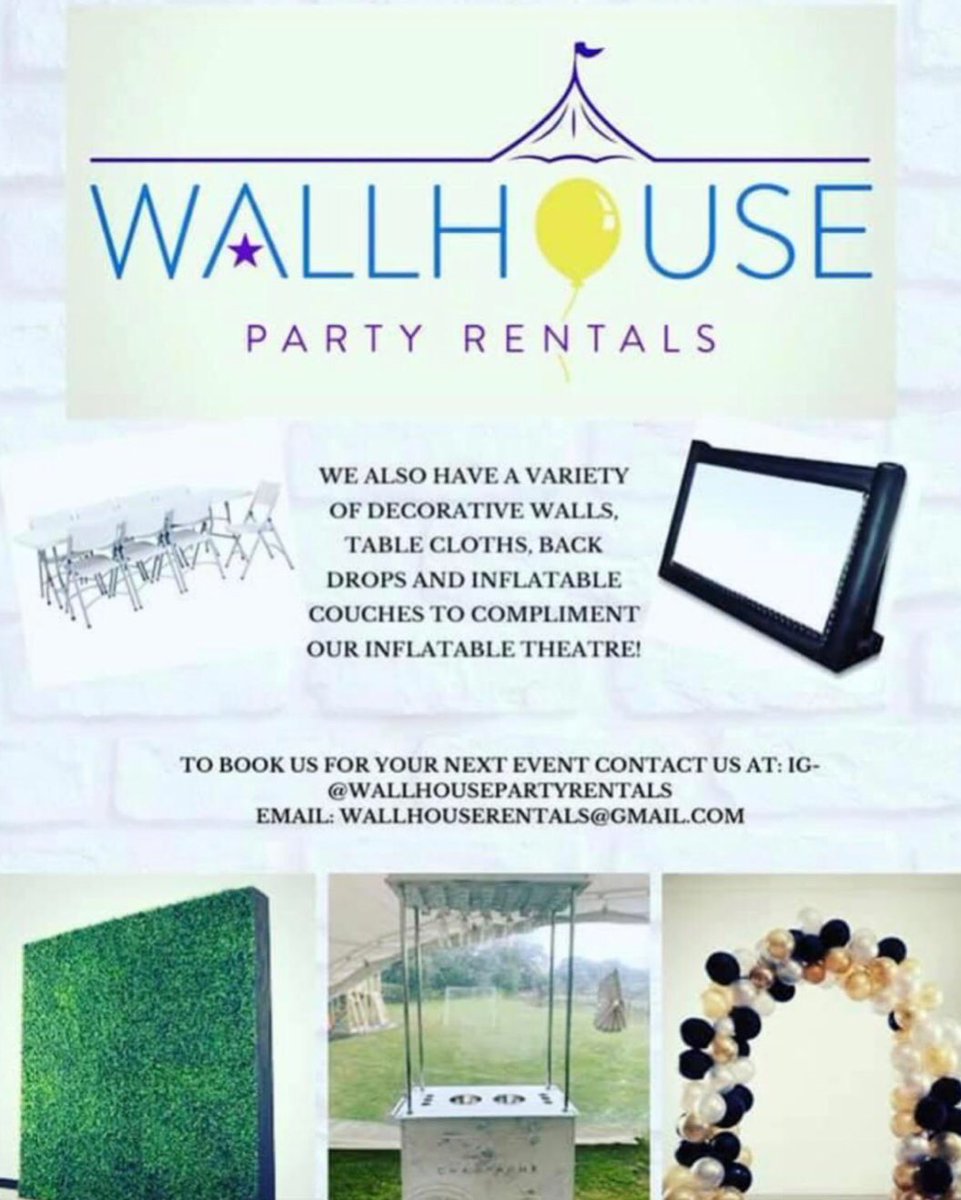 WALLHOUSE
PARTY RENTALS
WE ALSO HAVE A VARIETY
OF DECORATIVE WALLS,
TABLE CLOTHS, BACK
DROPS AND INFLATABLE
COUCHES TO COMPLIMENT
OUR INFLATABLE THEATRE!
TO BOOK US FOR YOUR NEXT EVENT CONTACT US AT: IG-
@WALLHOUSEPARTYRENTALS
EMAIL: WALLHOUSERENTALS@GMAIL.COM
CHAMPAGNE